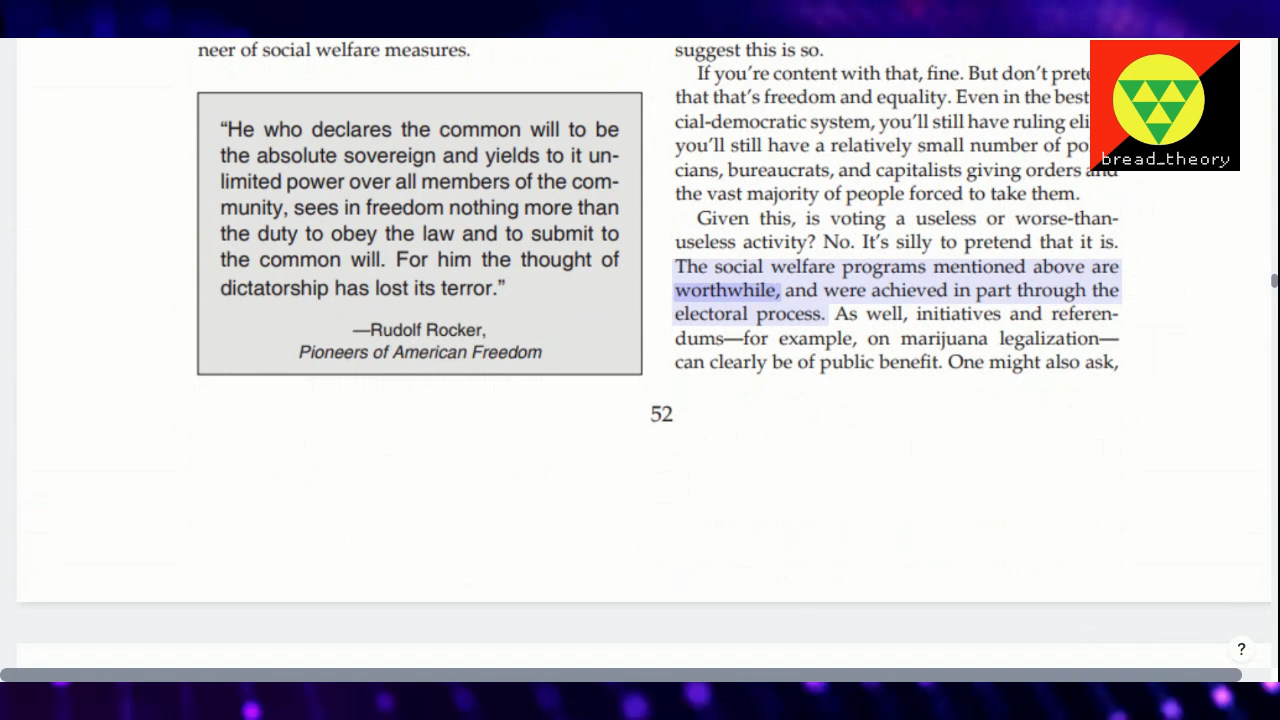 neer of social welfare measures.
“He who declares the common will to be
the absolute sovereign and yields to it un-
limited power over all members of the com-
munity, sees in freedom nothing more than
the duty to obey the law and to submit to
the common will. For him the thought of
dictatorship has lost its terror.”
—Rudolf Rocker,
Pioneers of American Freedom
suggest this is so.
If you’re content with that, fine. But don’t
that that’s freedom and equality. Even in the best
cial-democratic system, you’ll still have ruling
you’ll still have a relatively small number of
cians, bureaucrats, and capitalists giving orders and
the vast majority of people forced to take them.
Given this, is voting a useless or worse-than-
useless activity? No. It’s silly to pretend that it is.
The social welfare programs mentioned above are
worthwhile, and were achieved in part through the
electoral process. As well, initiatives and referen-
dums—for example, on marijuana legalization—
can clearly be of public benefit. One might also ask,
52
bread_theory
?